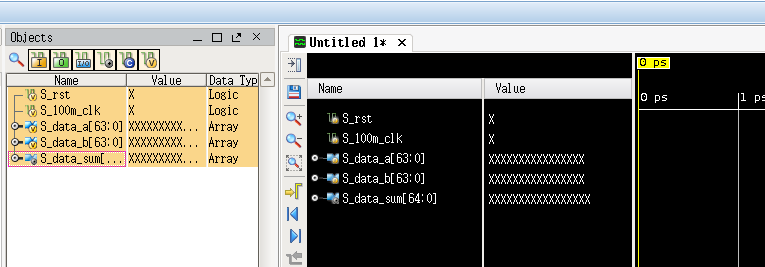 Objects
Name Value Data Typ
S_rst X Logic
S_100m_clk X Logic
S_data_a[63:0] XXXXXXXXX... Array
S_data_b[63:0] XXXXXXXXX... Array
S_data_sum[... XXXXXXXXX... Array
Untitled 1*
Name Value
S_rst X
S_100m_clk X
S_data_a[63:0] XXXXXXXXXXXXXXXX
S_data_b[63:0] XXXXXXXXXXXXXXXX
S_data_sum[64:0] XXXXXXXXXXXXXXXXX
0 ps
0 ps 1 ps